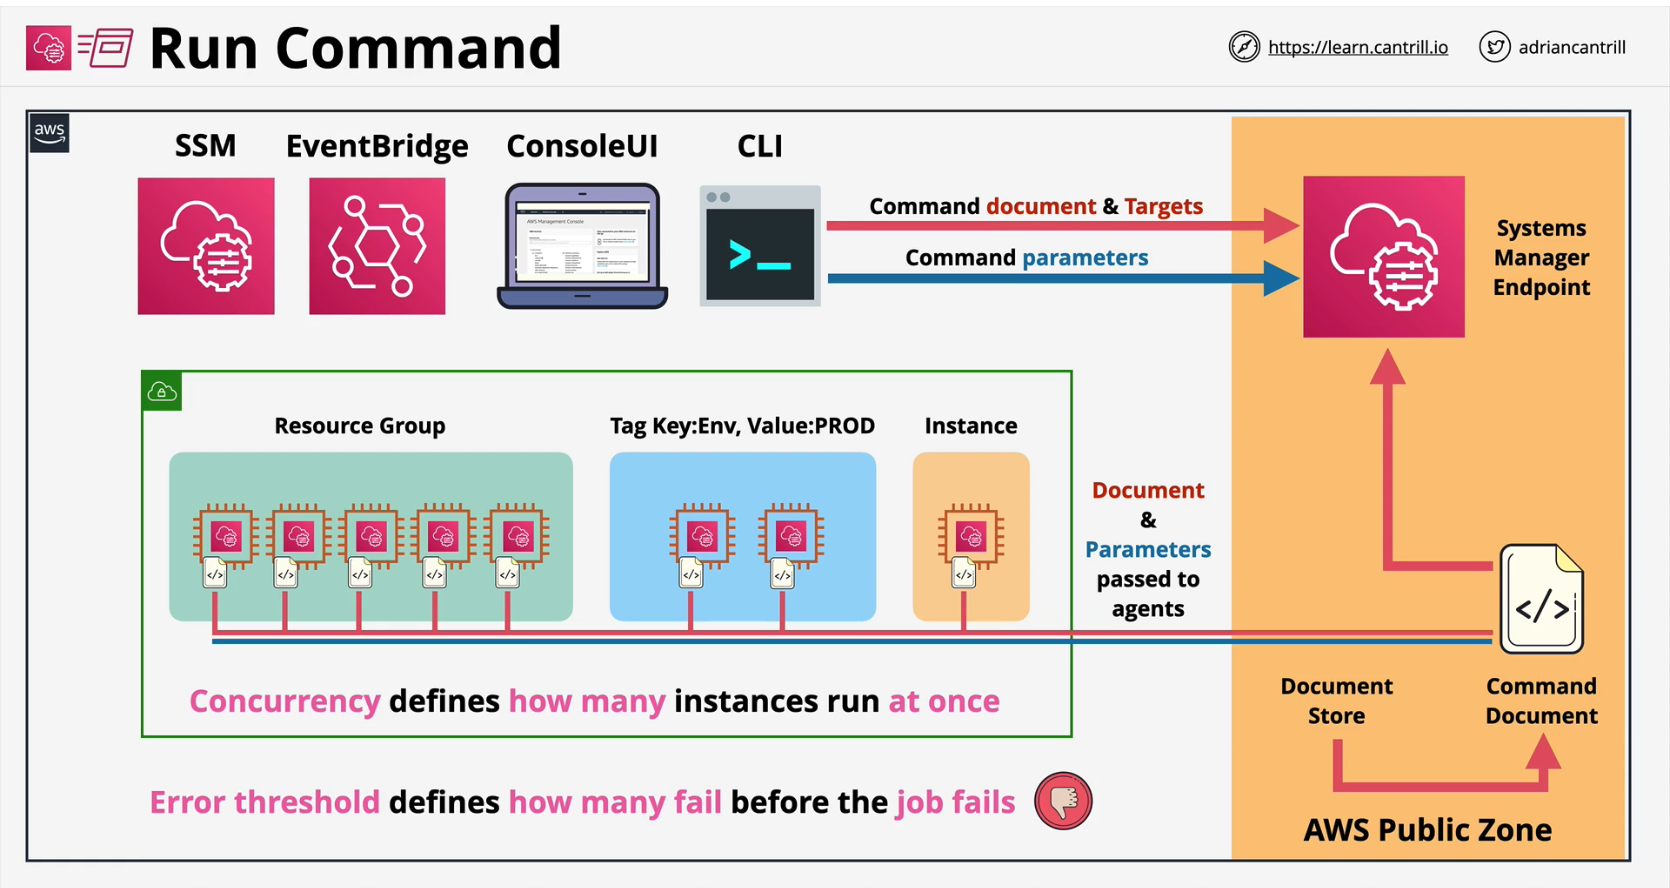 Run Command
https://learn.cantrill.io
adriancantrill
aws
SSM
EventBridge
ConsoleUI
CLI
AWS Management Console
>_
Command document & Targets
Command parameters
Systems
Manager
Endpoint
Resource Group
Tag Key:Env, Value:PROD
Instance
</>
</>
</>
</>
</>
</>
</>
</>
Document
&
Parameters
passed to
agents
</>
Concurrency defines how many instances run at once
Document
Store
Command
Document
Error threshold defines how many fail before the job fails
AWS Public Zone